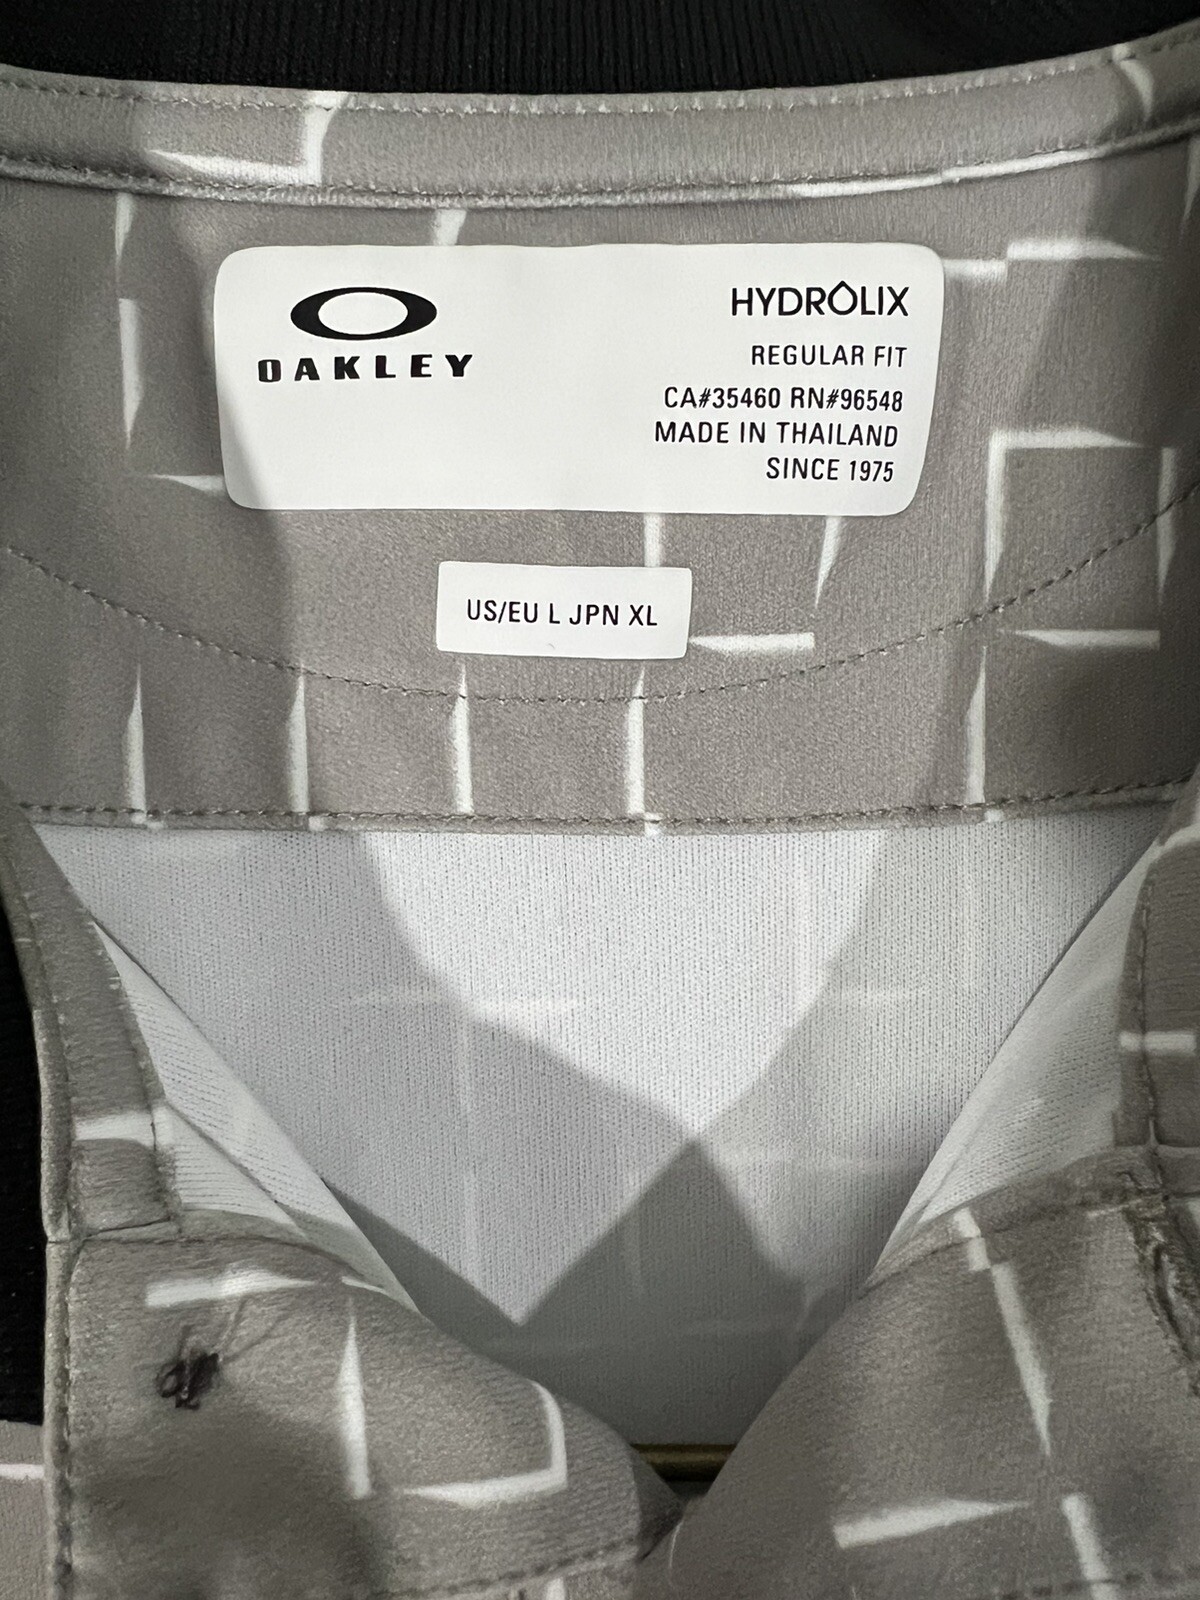 OAKLEY
HYDROLIX
REGULAR FIT
CA#35460 RN#96548
MADE IN THAILAND
SINCE 1975
US/EU L JPN XL